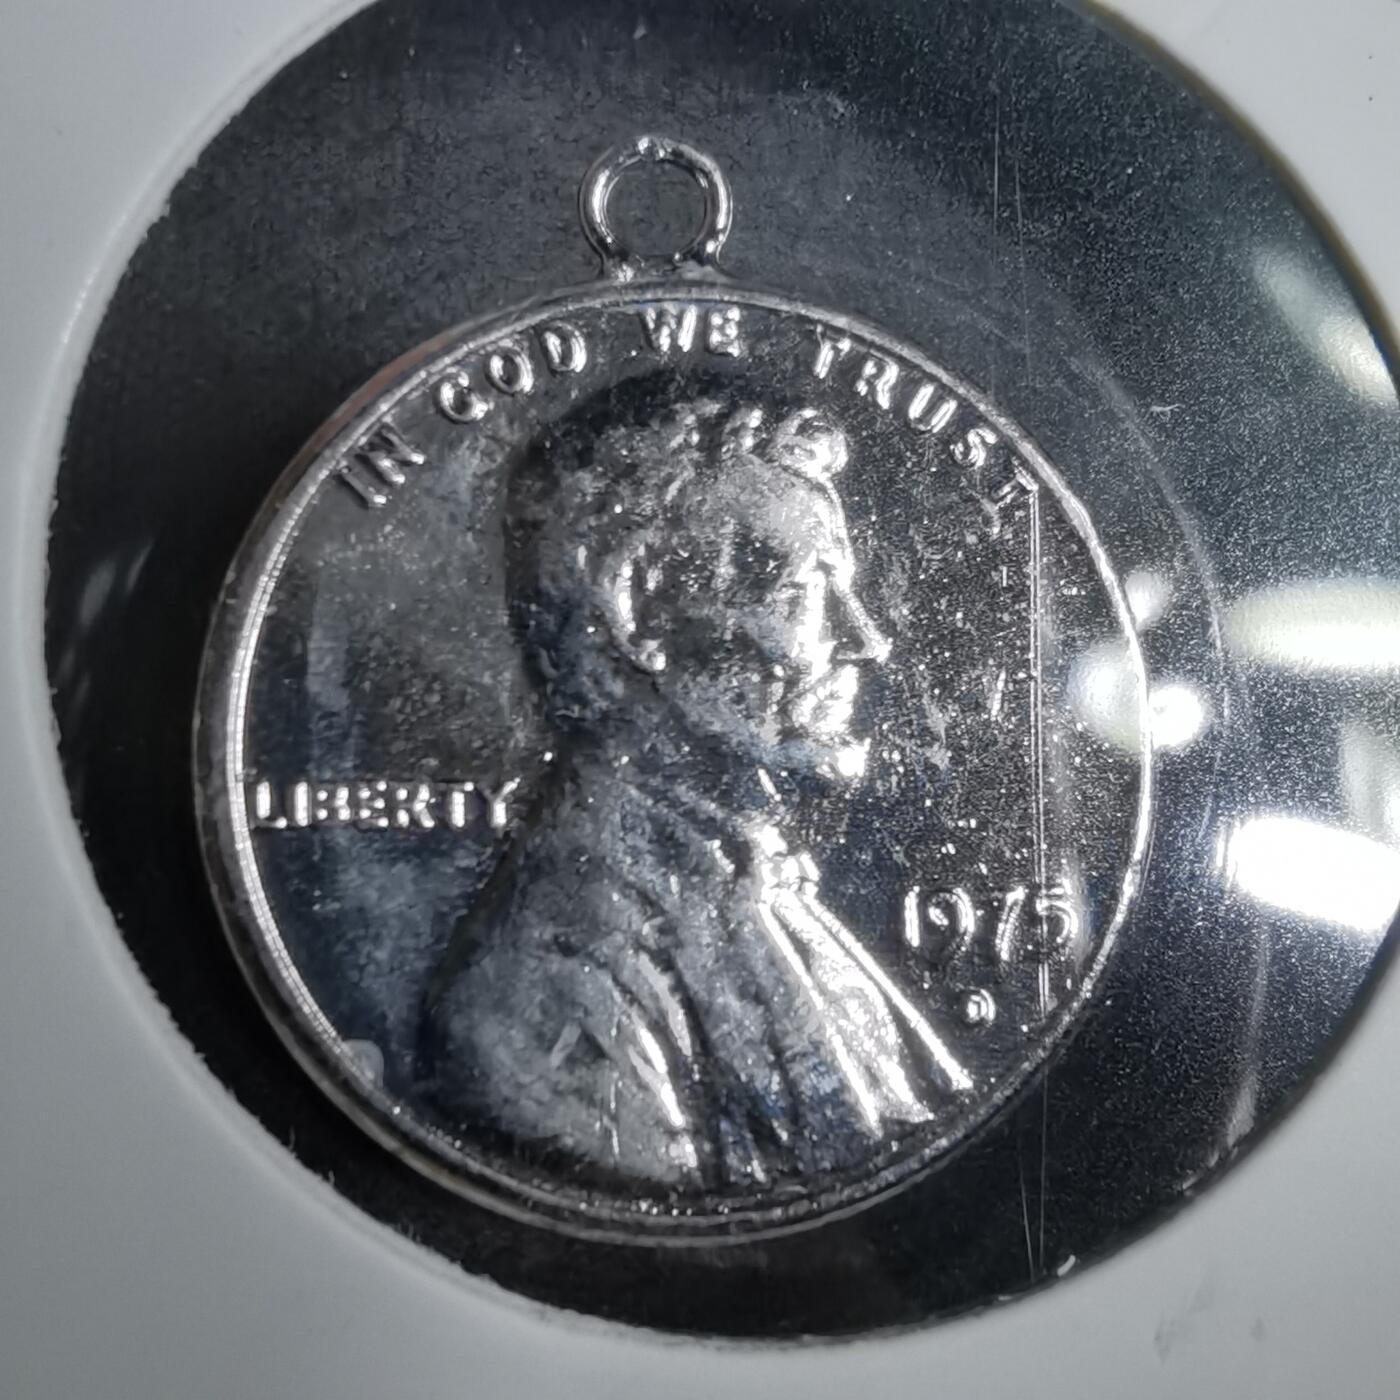 IN GOD WE TRUST
LIBERTY
1975
D